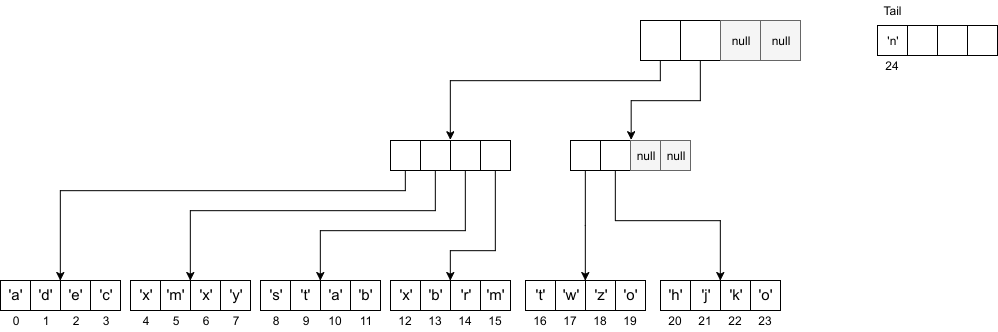 Tail
null null
'n'
24
null null
'a' 'd' 'e' 'c' 'x' 'm' 'x' 'y' 's' 't' 'a' 'b' 'x' 'b' 'r' 'm' 't' 'w' 'z' 'o' 'h' 'j' 'k' 'o'
0 1 2 3 4 5 6 7 8 9 10 11 12 13 14 15 16 17 18 19 20 21 22 23